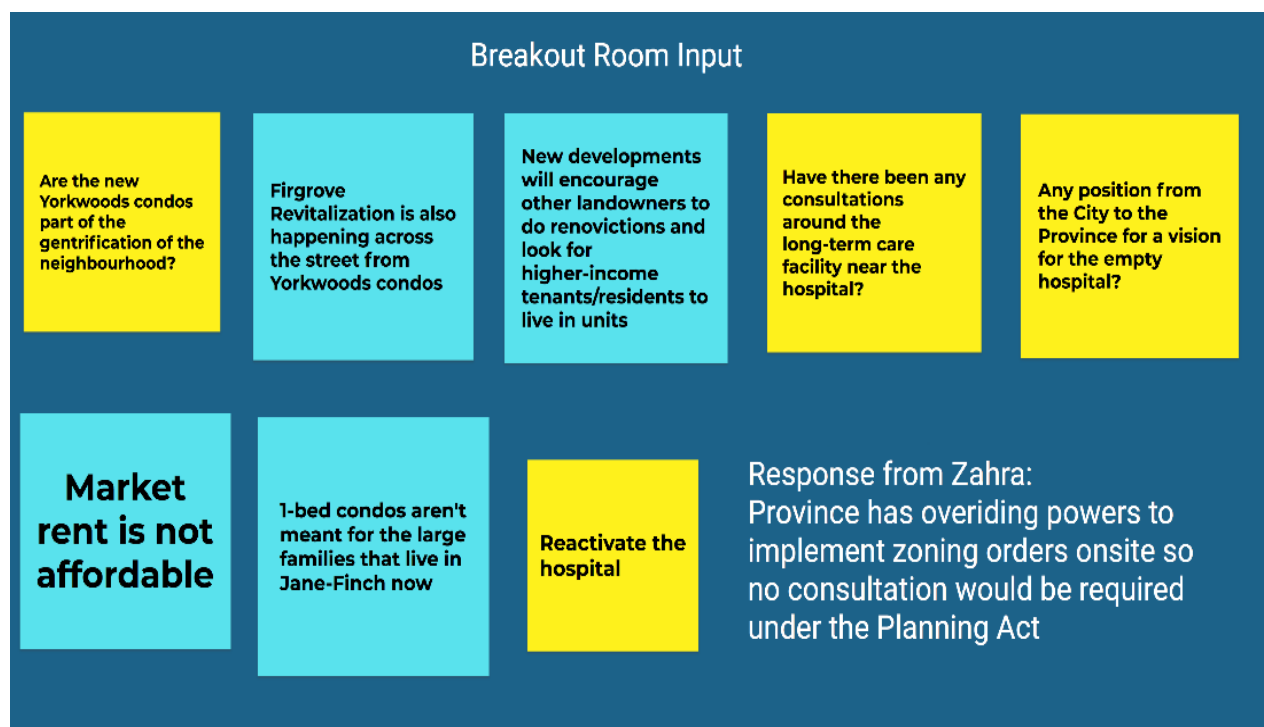 Breakout Room Input
Are the new
Yorkwoods condos
part of the
gentrification of the
neighbourhood?
Firgrove
Revitalization is also
happening across
the street from
Yorkwoods condos
New developments
will encourage
other landowners to
do renovictions and
look for
higher-income
tenants/residents to
live in units
Have there been any
consultations
around the
long-term care
facility near the
hospital?
Any position from
the City to the
Province for a vision
for the empty
hospital?
Market
rent is not
affordable
1-bed condos aren't
meant for the large
families that live in
Jane-Finch now
Reactivate the
hospital
Response from Zahra:
Province has overiding powers to
implement zoning orders onsite so
no consultation would be required
under the Planning Act